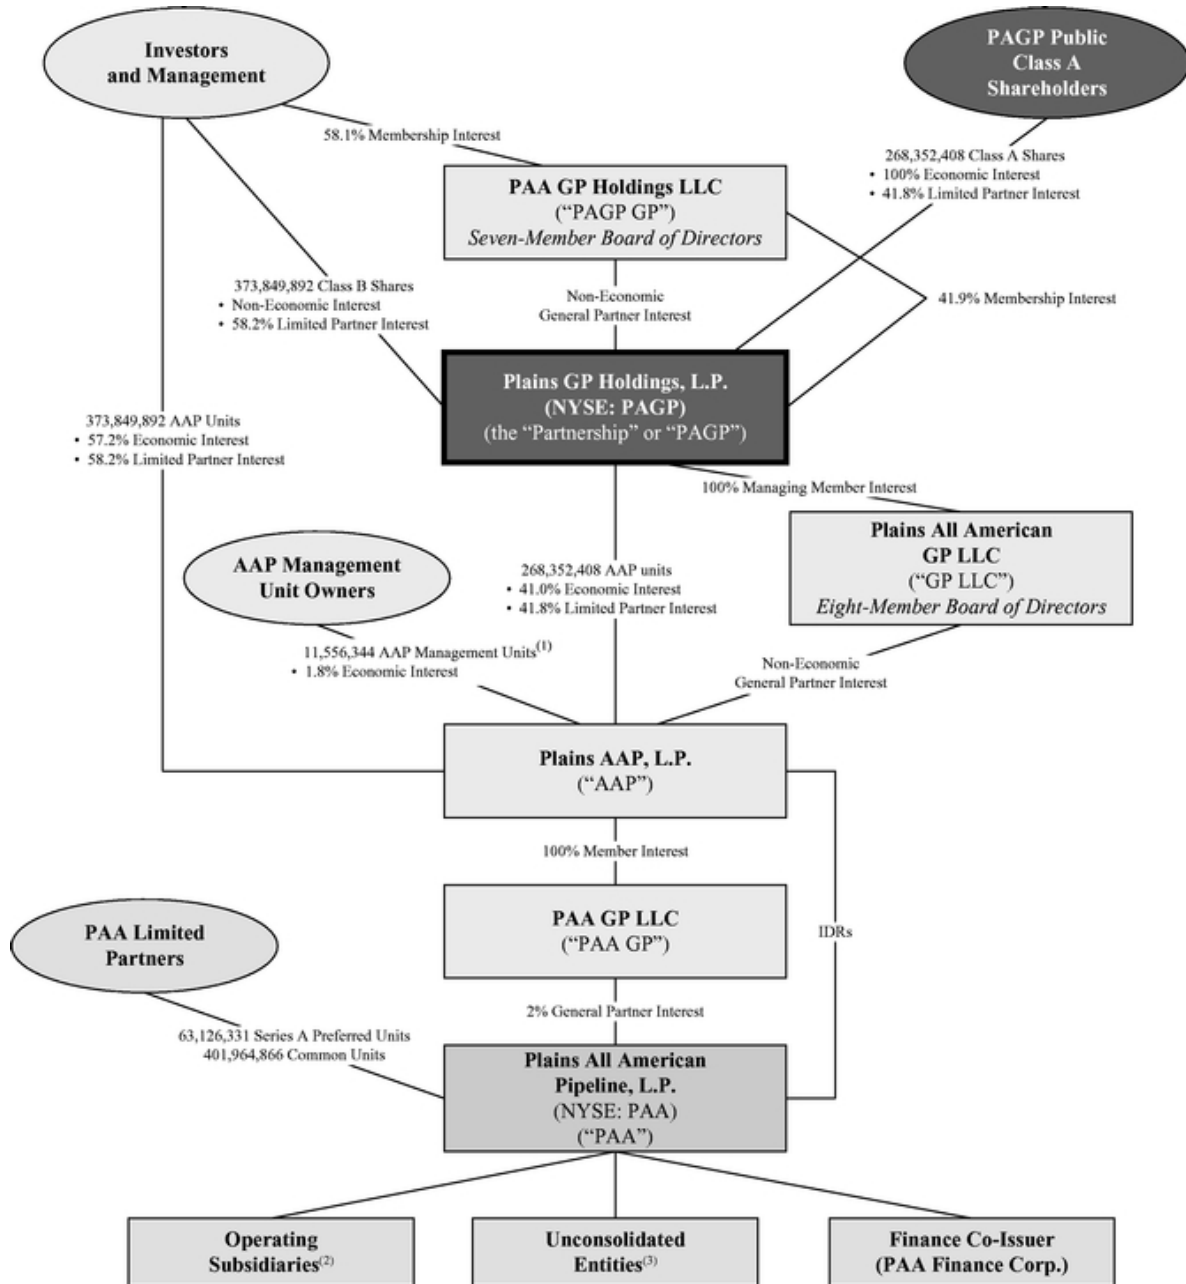 Investors
and Management
PAGP Public
Class A
Shareholders
58.1% Membership Interest
268,352,408 Class A Shares
• 100% Economic Interest
• 41.8% Limited Partner Interest
PAA GP Holdings LLC
(“PAGP GP”)
Seven-Member Board of Directors
373,849,892 Class B Shares
• Non-Economic Interest
• 58.2% Limited Partner Interest
Non-Economic
General Partner Interest
41.9% Membership Interest
Plains GP Holdings, L.P.
(NYSE: PAGP)
(the “Partnership” or “PAGP”)
373,849,892 AAP Units
• 57.2% Economic Interest
• 58.2% Limited Partner Interest
100% Managing Member Interest
Plains All American
GP LLC
(“GP LLC”)
Eight-Member Board of Directors
AAP Management
Unit Owners
268,352,408 AAP units
• 41.0% Economic Interest
• 41.8% Limited Partner Interest
11,556,344 AAP Management Units(1)
• 1.8% Economic Interest
Non-Economic
General Partner Interest
Plains AAP, L.P.
(“AAP”)
100% Member Interest
PAA GP LLC
(“PAA GP”)
IDRs
PAA Limited
Partners
2% General Partner Interest
63,126,331 Series A Preferred Units
401,964,866 Common Units
Plains All American
Pipeline, L.P.
(NYSE: PAA)
(“PAA”)
Operating
Subsidiaries(2)
Unconsolidated
Entities(3)
Finance Co-Issuer
(PAA Finance Corp.)